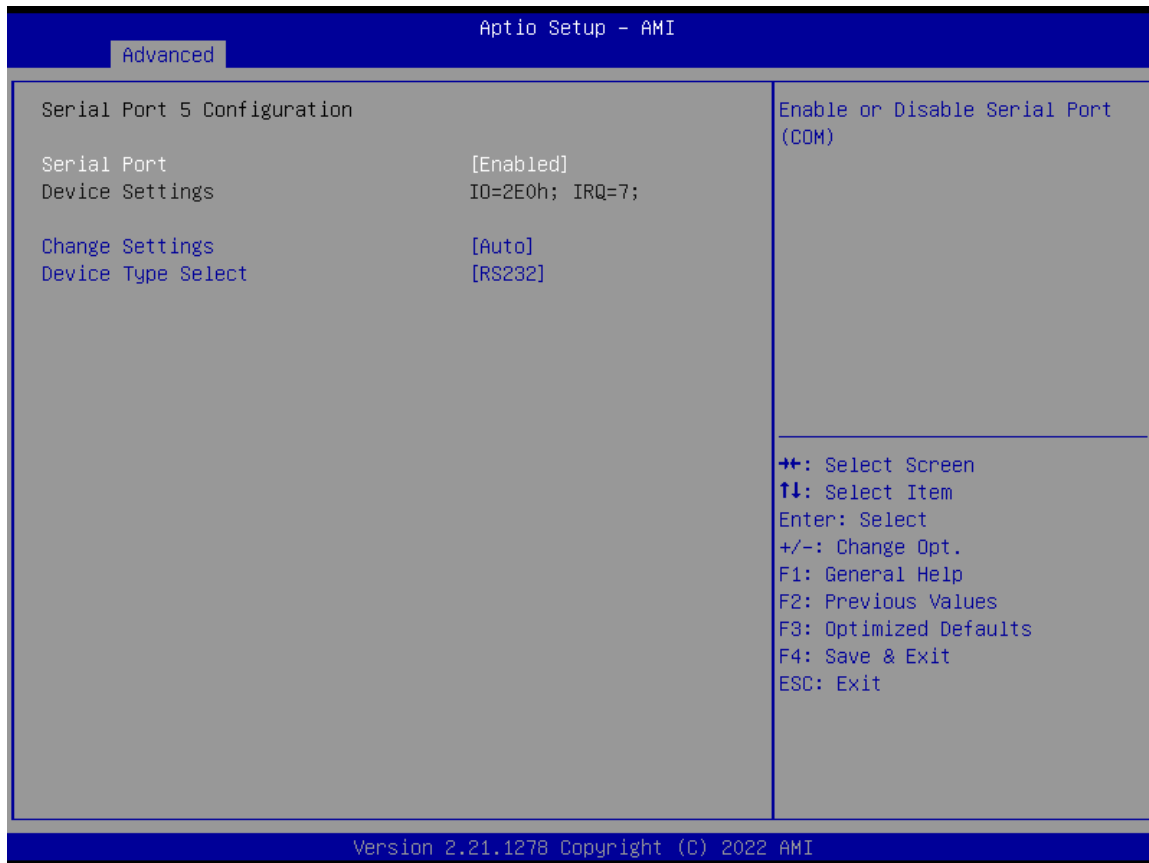 Aptio Setup – AMI
Advanced
Serial Port 5 Configuration
Serial Port [Enabled]
Device Settings IO=2E0h; IRQ=7;
Change Settings [Auto]
Device Type Select [RS232]
Enable or Disable Serial Port
(COM)
→←: Select Screen
↑↓: Select Item
Enter: Select
+/-: Change Opt.
F1: General Help
F2: Previous Values
F3: Optimized Defaults
F4: Save & Exit
ESC: Exit
Version 2.21.1278 Copyright (C) 2022 AMI